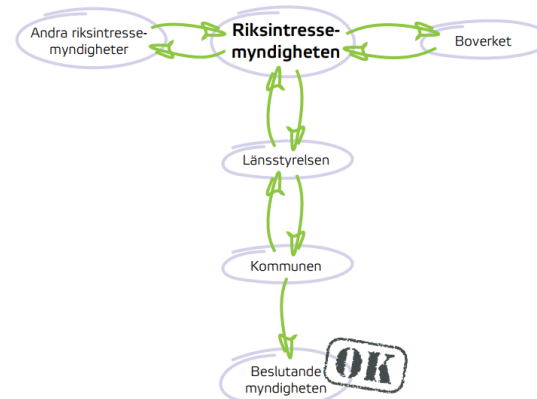 Andra riksintresse-
myndigheter
Riksintresse-
myndigheten
Boverket
Länsstyrelsen
Kommunen
Beslutande
myndigheten
OK